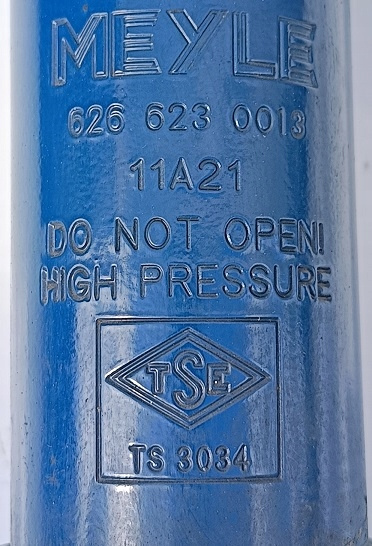 MEYLE
626 623 0013
11A21
DO NOT OPEN!
HIGH PRESSURE
TSE
TS 3034